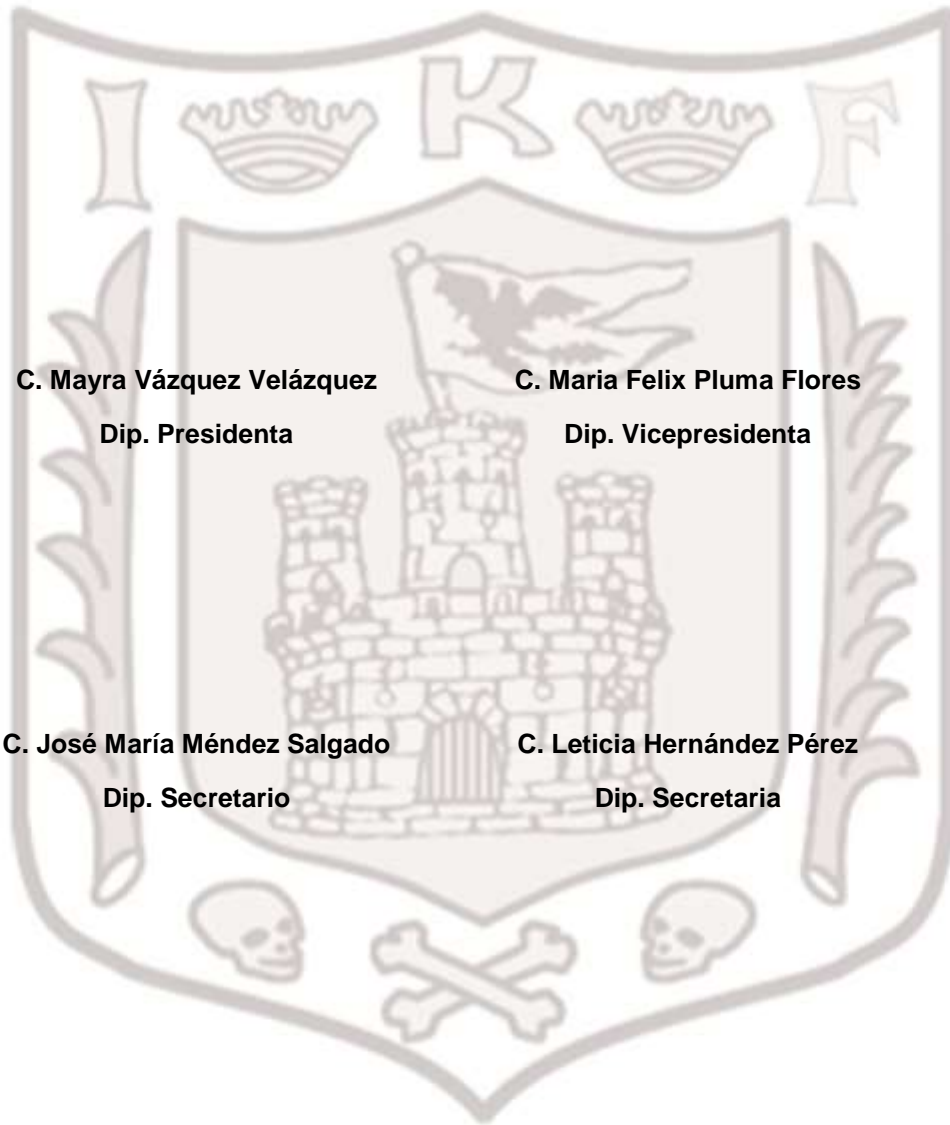 I K F
C. Mayra Vázquez Velázquez
Dip. Presidenta
C. Maria Felix Pluma Flores
Dip. Vicepresidenta
C. José María Méndez Salgado
Dip. Secretario
C. Leticia Hernández Pérez
Dip. Secretaria